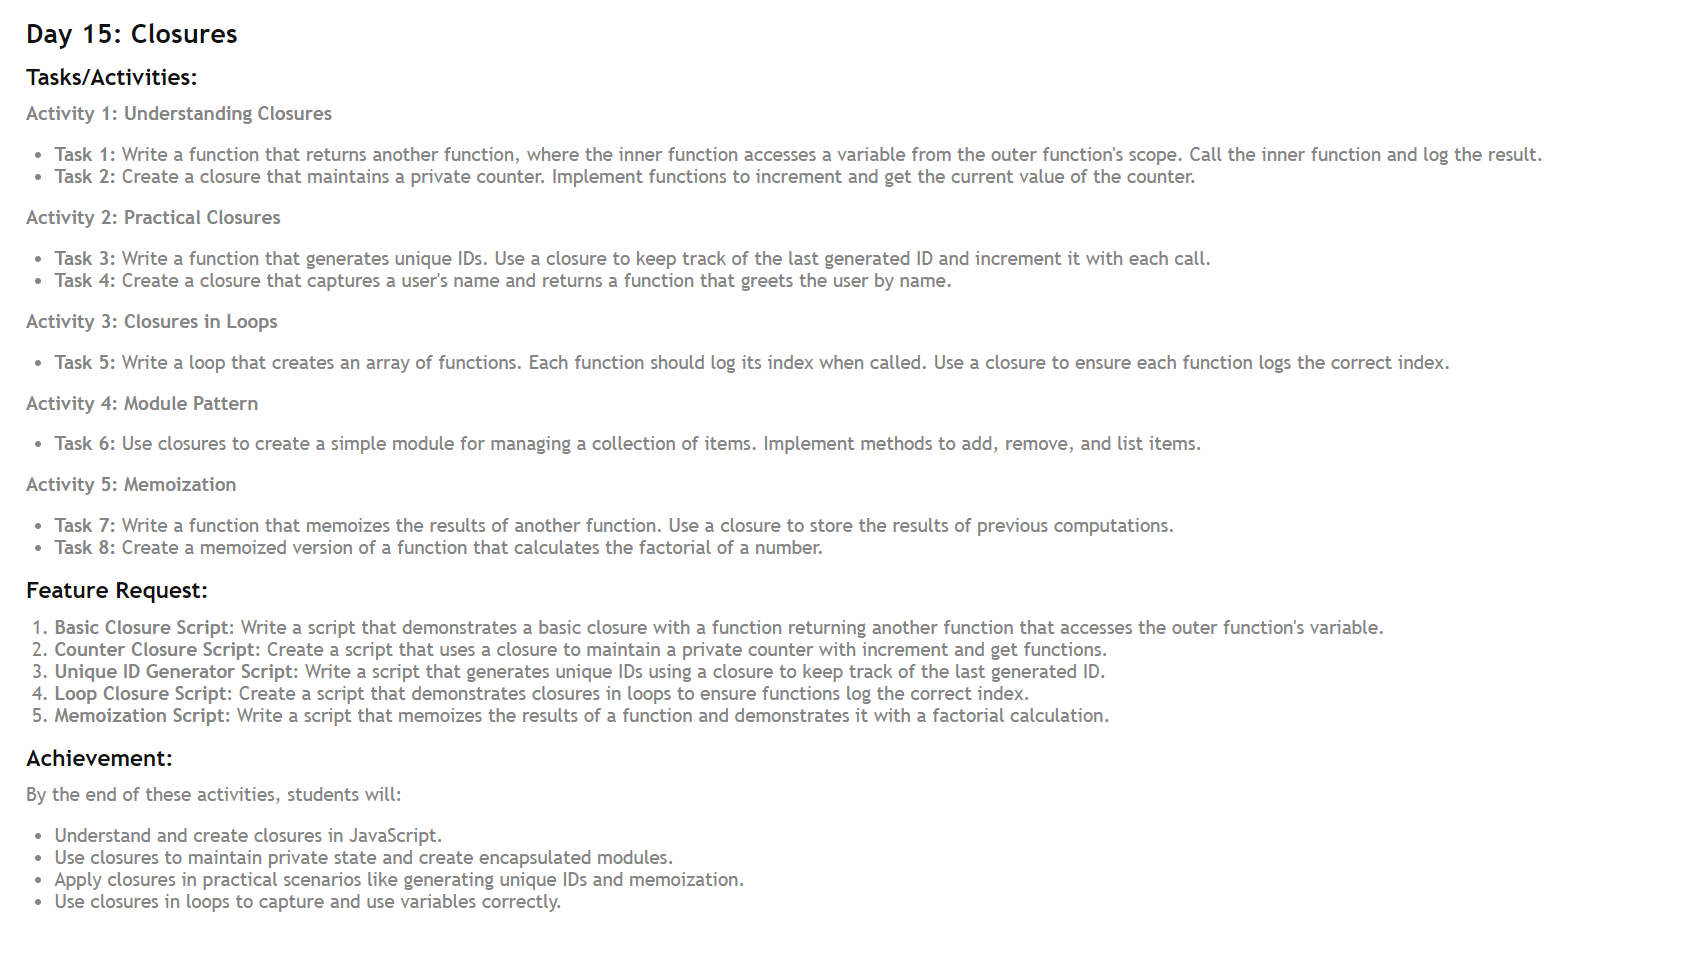 Day 15: Closures
Tasks/Activities:
Activity 1: Understanding Closures
• Task 1: Write a function that returns another function, where the inner function accesses a variable from the outer function's scope. Call the inner function and log the result.
• Task 2: Create a closure that maintains a private counter. Implement functions to increment and get the current value of the counter.
Activity 2: Practical Closures
• Task 3: Write a function that generates unique IDs. Use a closure to keep track of the last generated ID and increment it with each call.
• Task 4: Create a closure that captures a user's name and returns a function that greets the user by name.
Activity 3: Closures in Loops
• Task 5: Write a loop that creates an array of functions. Each function should log its index when called. Use a closure to ensure each function logs the correct index.
Activity 4: Module Pattern
• Task 6: Use closures to create a simple module for managing a collection of items. Implement methods to add, remove, and list items.
Activity 5: Memoization
• Task 7: Write a function that memoizes the results of another function. Use a closure to store the results of previous computations.
• Task 8: Create a memoized version of a function that calculates the factorial of a number.
Feature Request:
1. Basic Closure Script: Write a script that demonstrates a basic closure with a function returning another function that accesses the outer function's variable.
2. Counter Closure Script: Create a script that uses a closure to maintain a private counter with increment and get functions.
3. Unique ID Generator Script: Write a script that generates unique IDs using a closure to keep track of the last generated ID.
4. Loop Closure Script: Create a script that demonstrates closures in loops to ensure functions log the correct index.
5. Memoization Script: Write a script that memoizes the results of a function and demonstrates it with a factorial calculation.
Achievement:
By the end of these activities, students will:
• Understand and create closures in JavaScript.
• Use closures to maintain private state and create encapsulated modules.
• Apply closures in practical scenarios like generating unique IDs and memoization.
• Use closures in loops to capture and use variables correctly.